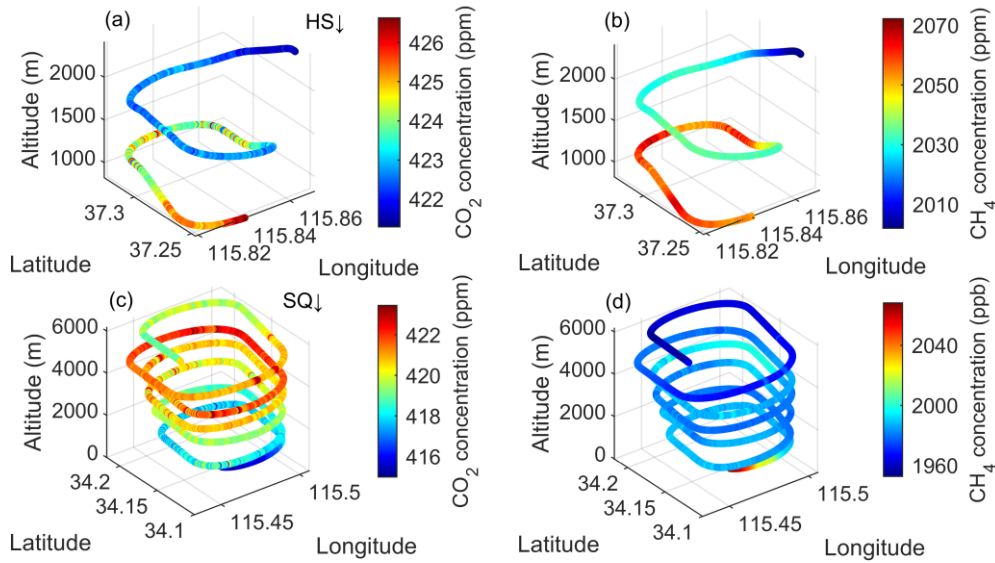 (a)
HS↓
Altitude (m)
2000
1500
1000
37.3
37.25
Latitude
115.82
115.84
115.86
Longitude
426
425
424
423
422
CO2 concentration (ppm)
(b)
Altitude (m)
2000
1500
1000
37.3
37.25
Latitude
115.82
115.84
115.86
Longitude
2070
2050
2030
2010
CH4 concentration (ppm)
(c)
SQ↓
Altitude (m)
6000
4000
2000
0
34.2
34.15
34.1
Latitude
115.45
115.5
Longitude
422
420
418
416
CO2 concentration (ppm)
(d)
Altitude (m)
6000
4000
2000
0
34.2
34.15
34.1
Latitude
115.45
115.5
Longitude
2040
2000
1960
CH4 concentration (ppb)